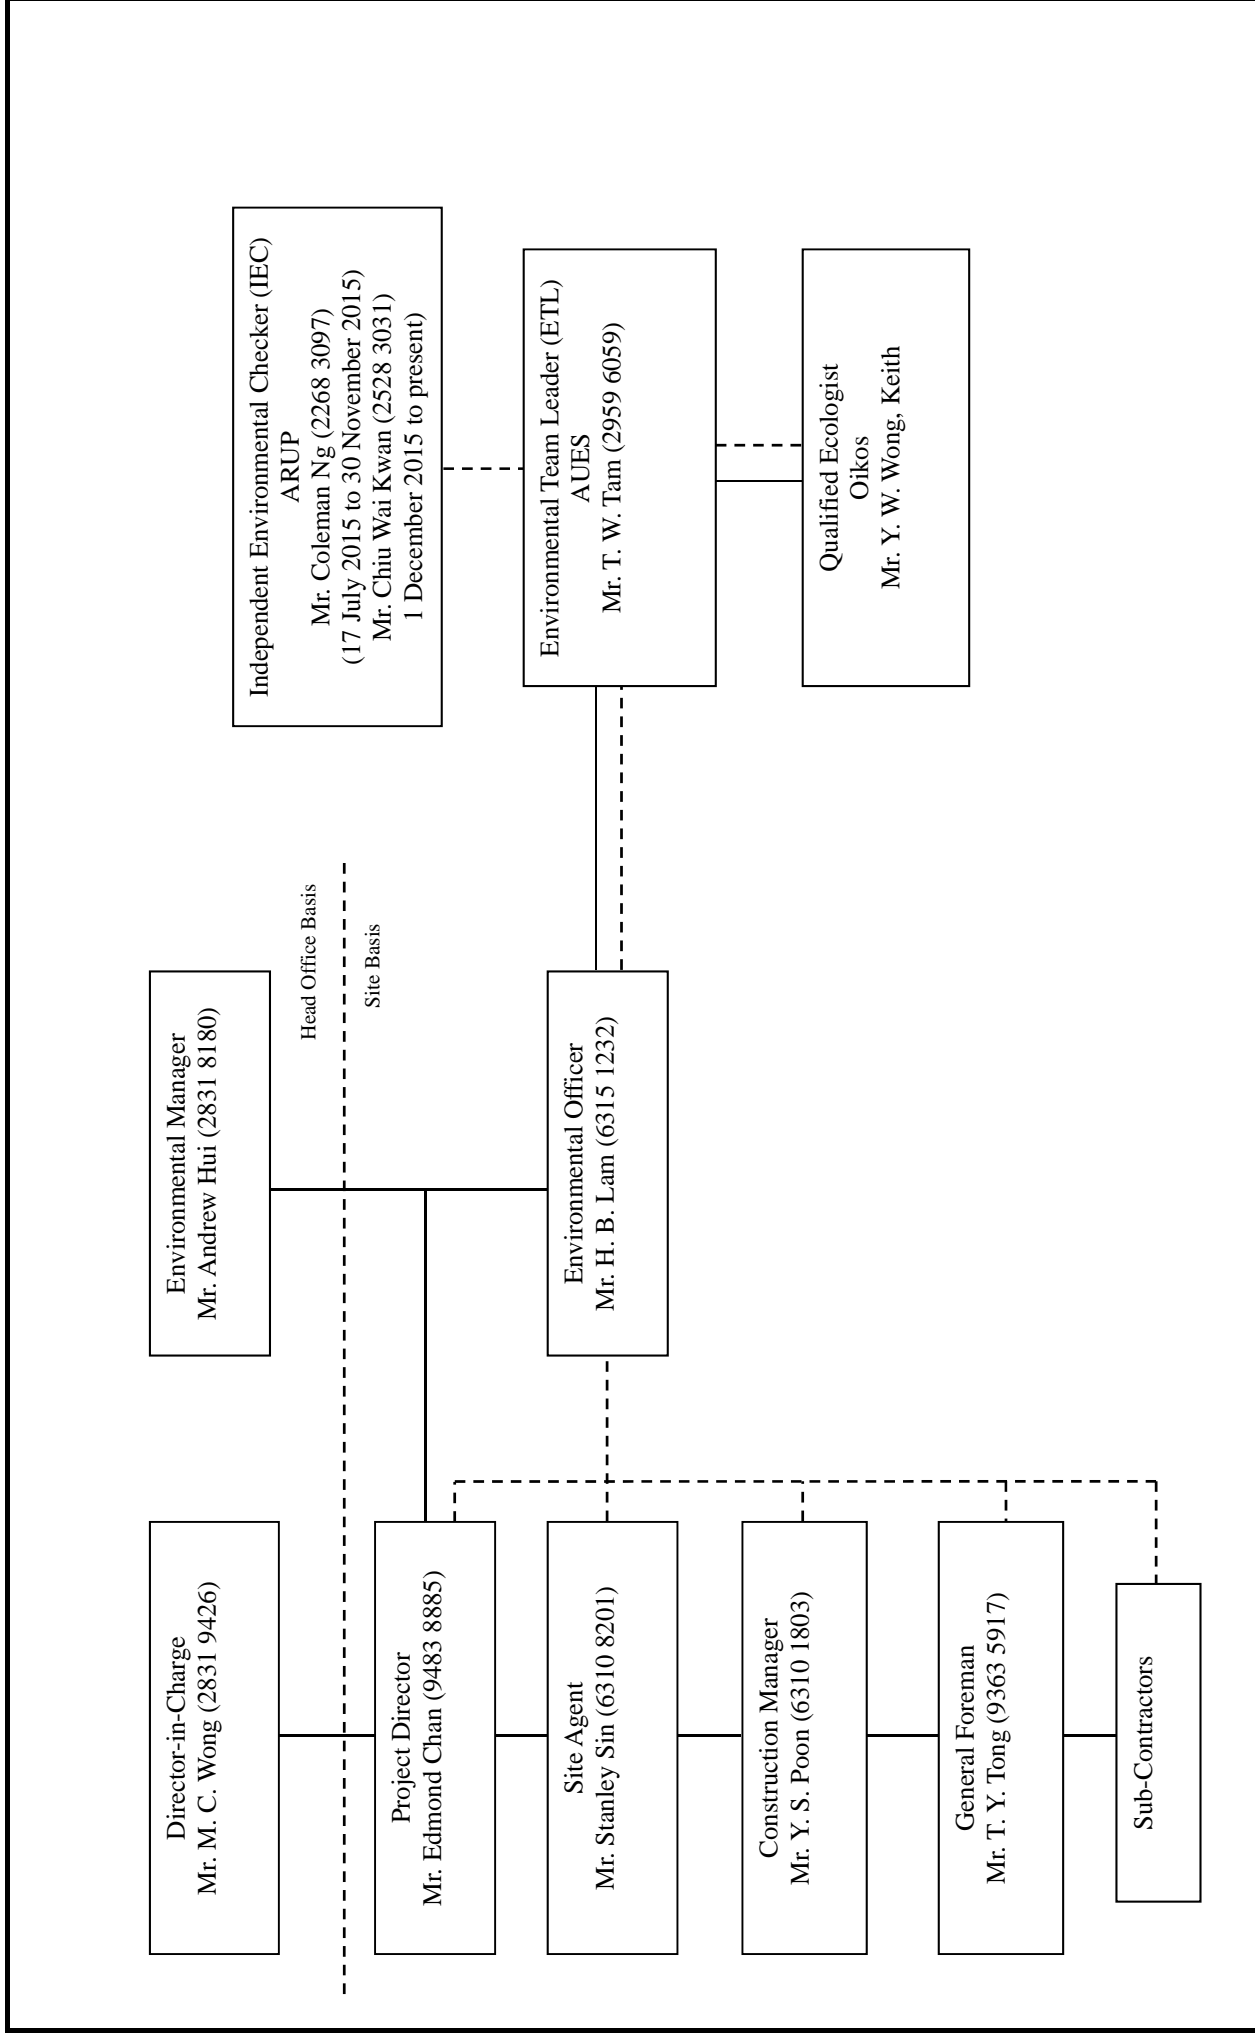 Director-in-Charge
Mr. M. C. Wong (2831 9426)
Environmental Manager
Mr. Andrew Hui (2831 8180)
Head Office Basis
Site Basis
Independent Environmental Checker (IEC)
ARUP
Mr. Coleman Ng (2268 3097)
(17 July 2015 to 30 November 2015)
Mr. Chiu Wai Kwan (2528 3031)
1 December 2015 to present)
Project Director
Mr. Edmond Chan (9483 8885)
Site Agent
Mr. Stanley Sin (6310 8201)
Environmental Officer
Mr. H. B. Lam (6315 1232)
Environmental Team Leader (ETL)
AUES
Mr. T. W. Tam (2959 6059)
Construction Manager
Mr. Y. S. Poon (6310 1803)
Qualified Ecologist
Oikos
Mr. Y. W. Wong, Keith
General Foreman
Mr. T. Y. Tong (9363 5917)
Sub-Contractors